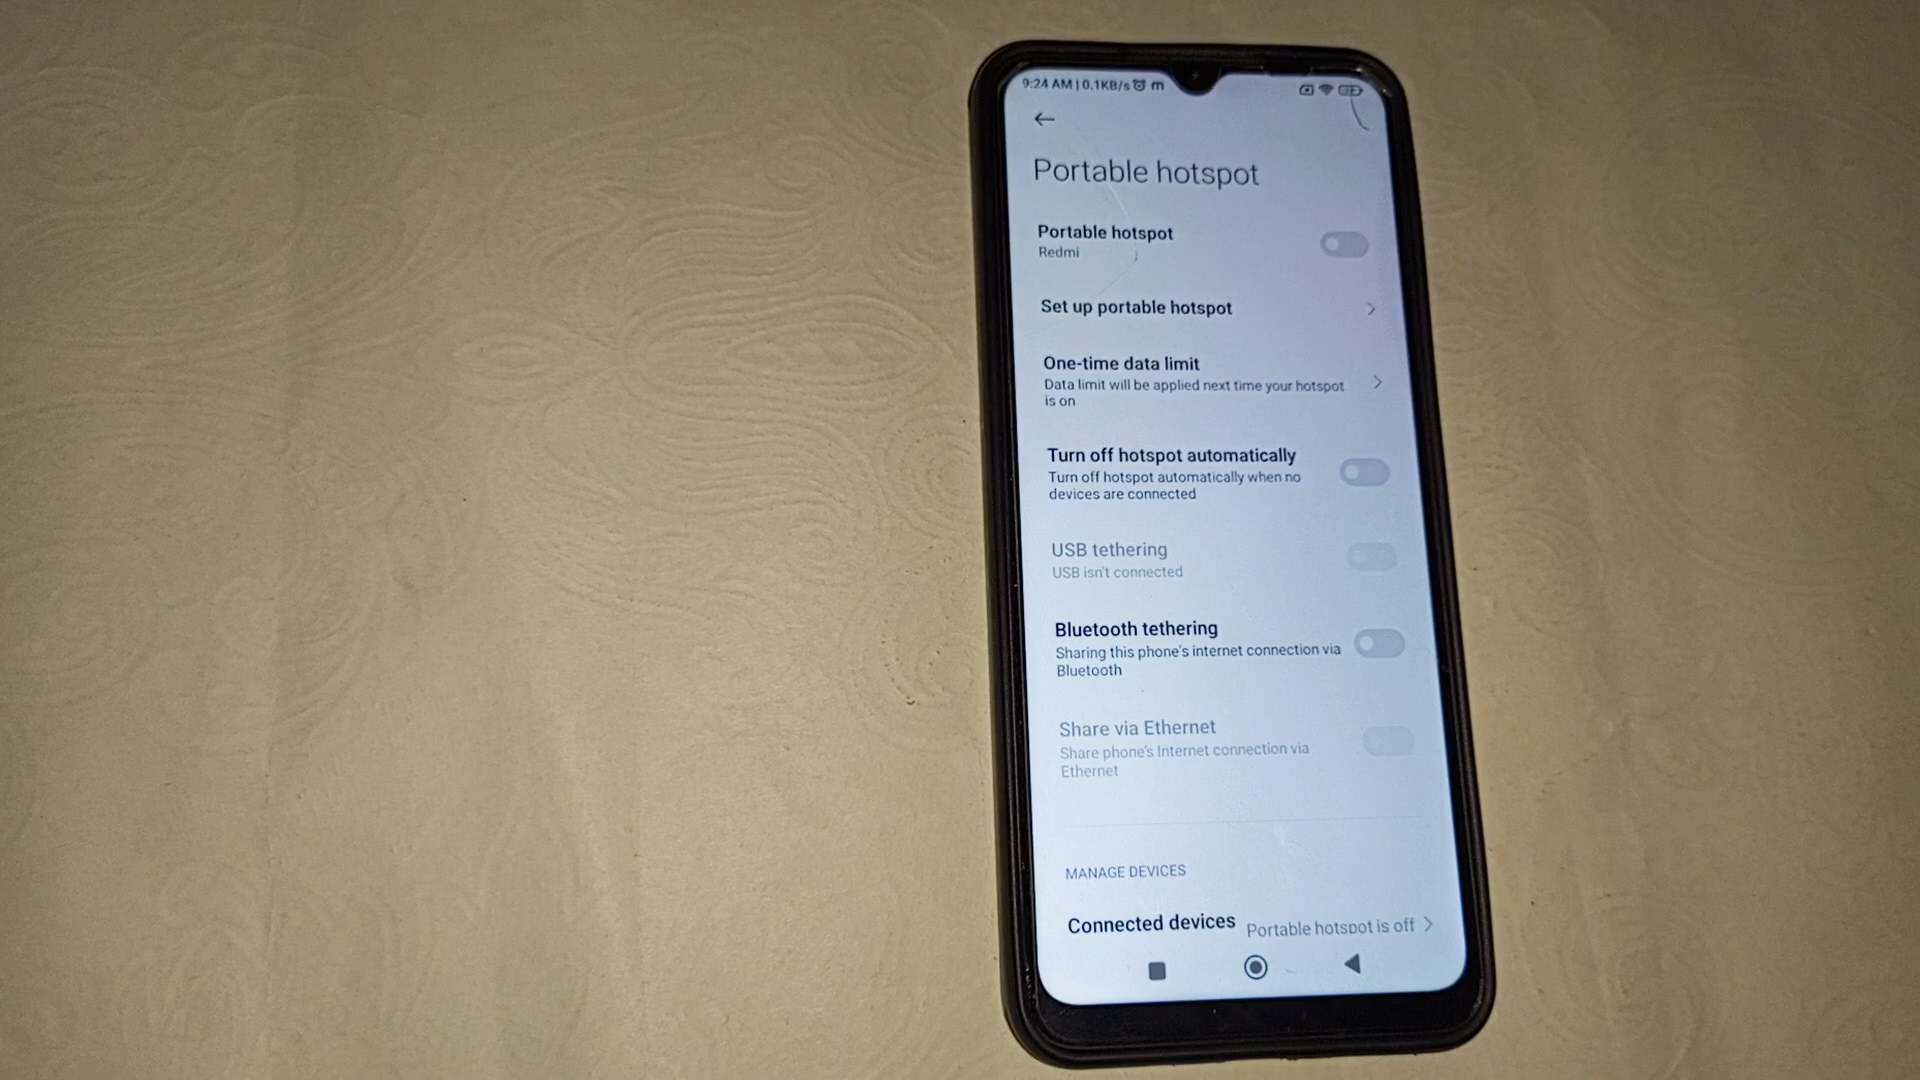 9:24 AM | 0.1KB/s m
Portable hotspot
Portable hotspot
Redmi
Set up portable hotspot
One-time data limit
Data limit will be applied next time your hotspot
is on
Turn off hotspot automatically
Turn off hotspot automatically when no
devices are connected
USB tethering
USB isn't connected
Bluetooth tethering
Sharing this phone's internet connection via
Bluetooth
Share via Ethernet
Share phone's Internet connection via
Ethernet
MANAGE DEVICES
Connected devices Portable hotspot is off